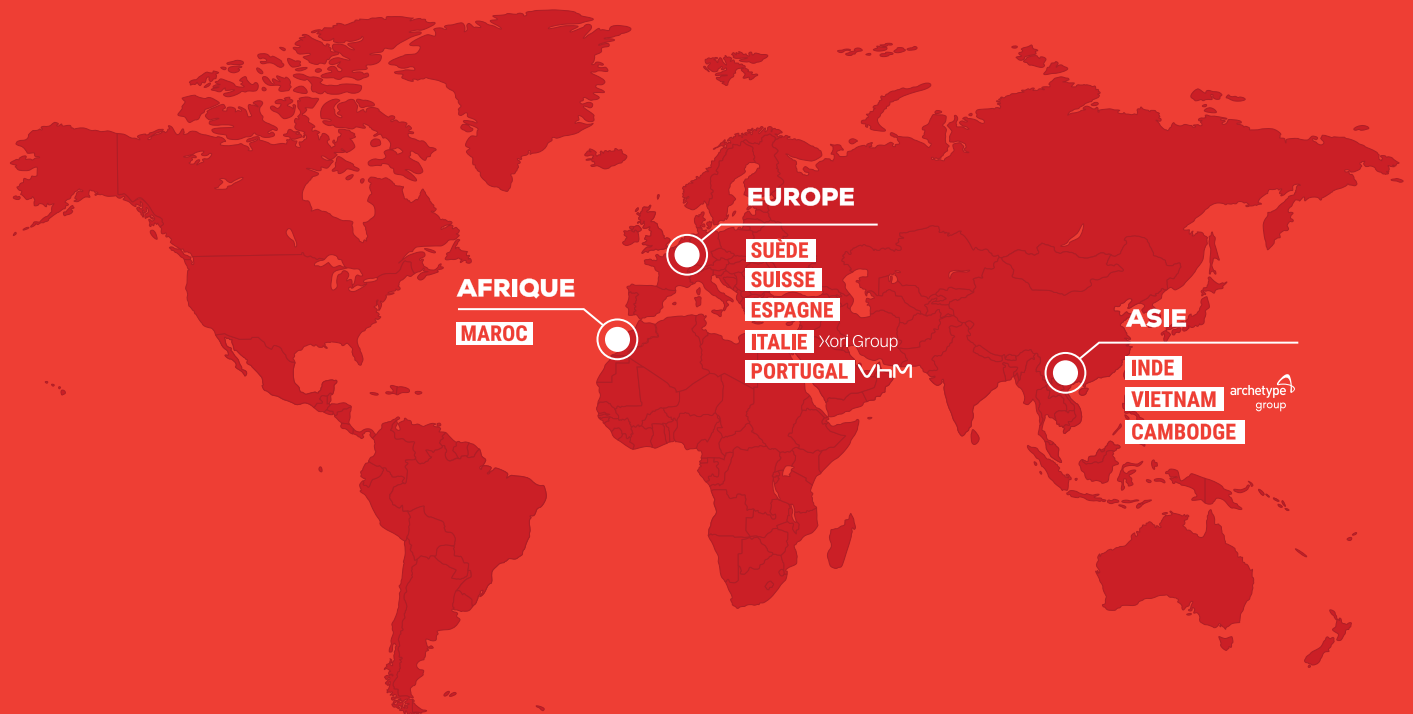 EUROPE
SUÈDE
SUISSE
ESPAGNE
ITALIE Xori Group
PORTUGAL VHM
AFRIQUE
MAROC
ASIE
INDE
VIETNAM archetype group
CAMBODGE